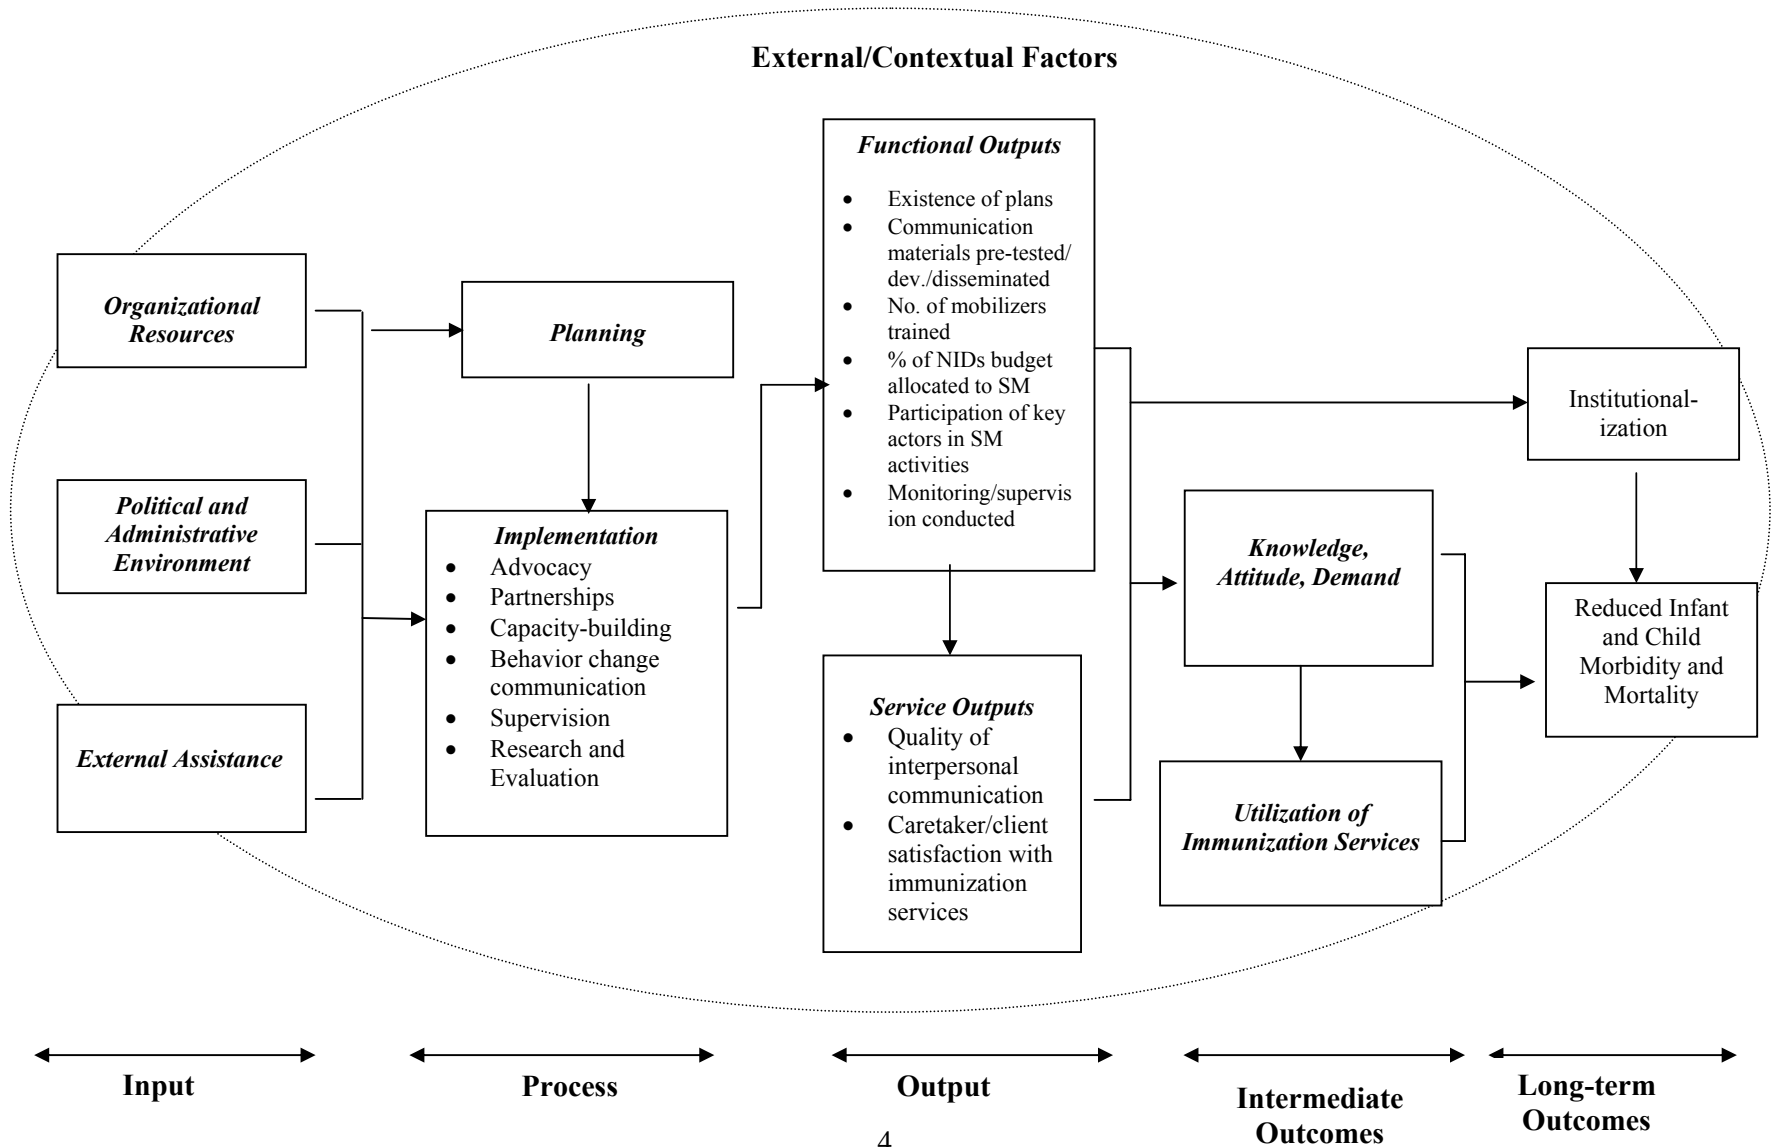 External/Contextual Factors
Organizational
Resources
Political and
Administrative
Environment
External Assistance
Planning
Implementation
• Advocacy
• Partnerships
• Capacity-building
• Behavior change
communication
• Supervision
• Research and
Evaluation
Functional Outputs
• Existence of plans
• Communication
materials pre-tested/
dev./disseminated
• No. of mobilizers
trained
• % of NIDs budget
allocated to SM
• Participation of key
actors in SM
activities
• Monitoring/supervis
ion conducted
Service Outputs
• Quality of
interpersonal
communication
• Caretaker/client
satisfaction with
immunization
services
Knowledge,
Attitude, Demand
Utilization of
Immunization Services
Institutional-
ization
Reduced Infant
and Child
Morbidity and
Mortality
Input
Process
Output
Intermediate
Outcomes
Long-term
Outcomes
4